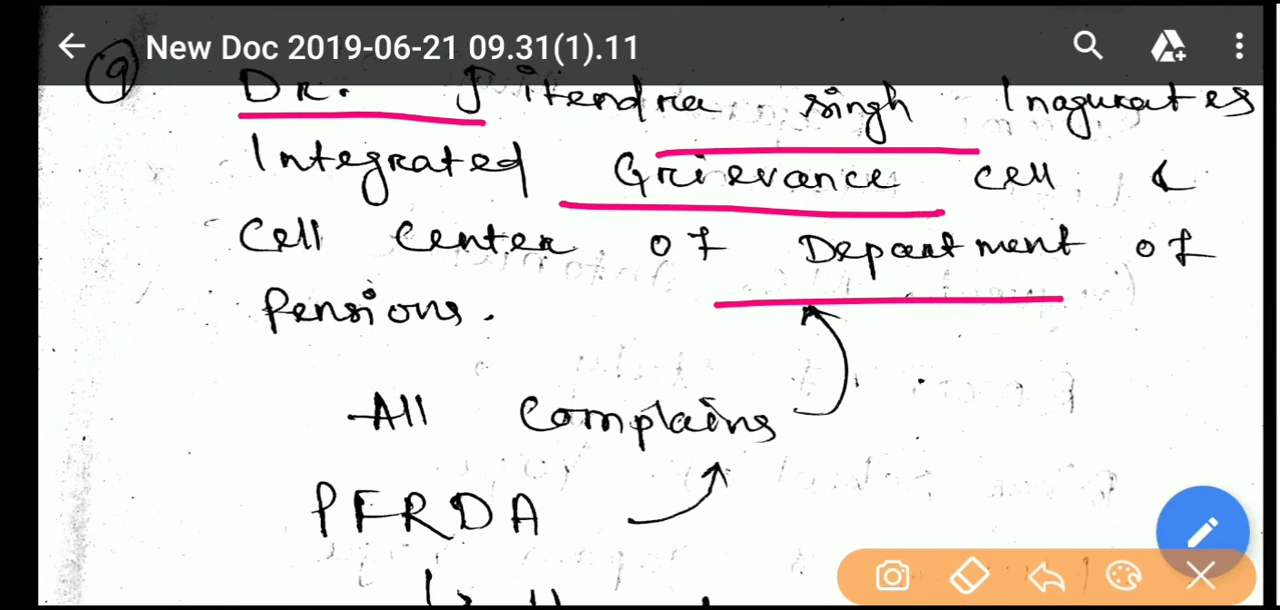 New Doc 2019-06-21 09.31(1).11
9 Dr. Jitendra singh Inagurates
Integrated Grievance cell &
Cell Center of Department of
Pensions.
All Complains
PFRDA